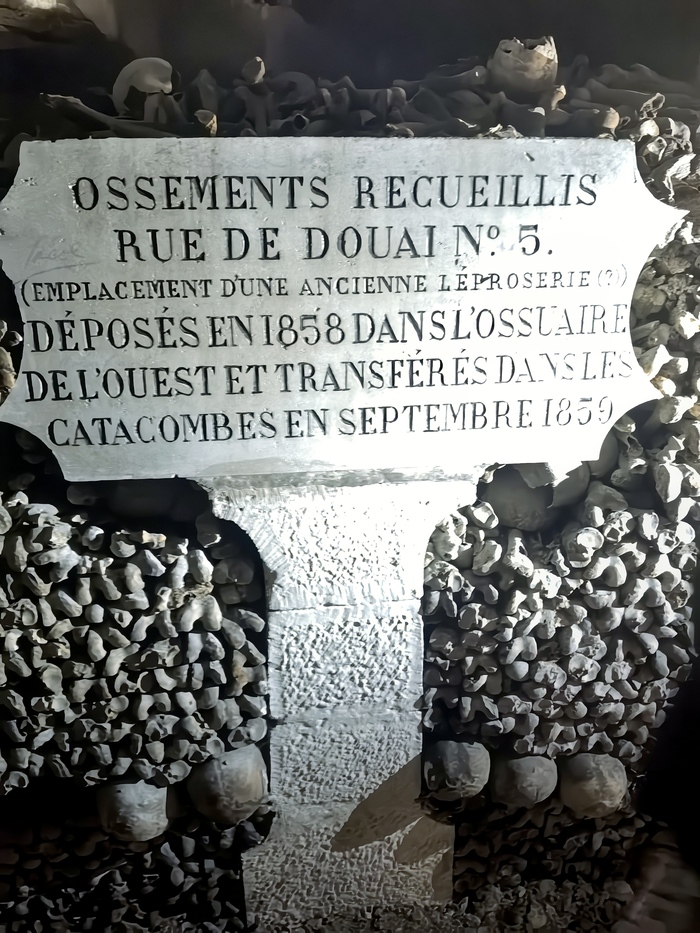 OSSEMENTS RECUEILLIS
RUE DE DOUAI Nº 5.
(EMPLACEMENT D'UNE ANCIENNE LÉPROSERIE (?))
DÉPOSÉS EN 1858 DANS L'OSSUAIRE
DE L'OUEST ET TRANSFÉRÉS DANS LES
CATACOMBES EN SEPTEMBRE 1859